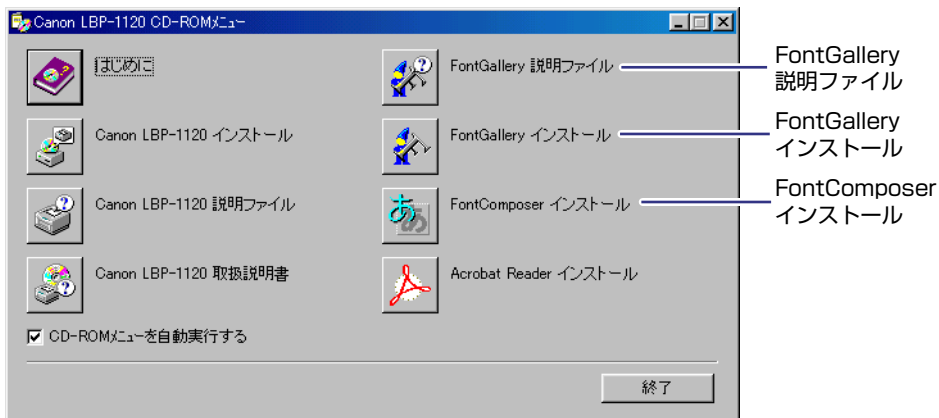 Canon LBP-1120 CD-ROMメニュー
はじめに
Canon LBP-1120 インストール
Canon LBP-1120 説明ファイル
Canon LBP-1120 取扱説明書
FontGallery 説明ファイル
FontGallery インストール
FontComposer インストール
Acrobat Reader インストール
CD-ROMメニューを自動実行する
終了
FontGallery
説明ファイル
FontGallery
インストール
FontComposer
インストール